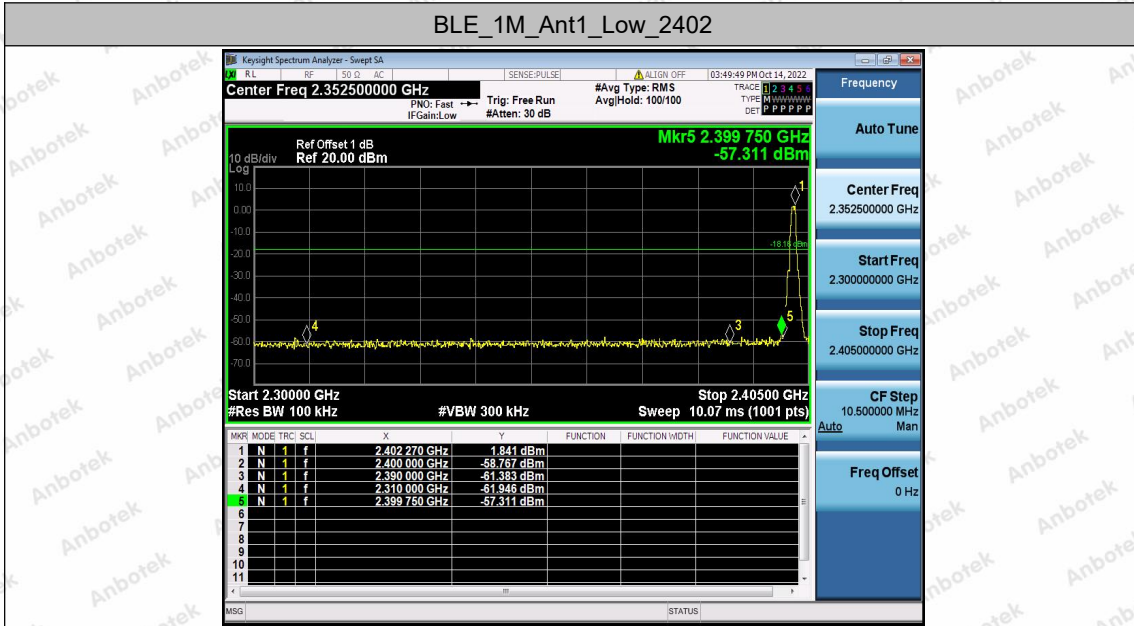 BLE_1M_Ant1_Low_2402
Keysight Spectrum Analyzer - Swept SA
LXI RL RF 50 Ω AC SENSE:PULSE ALIGN OFF 03:49:49 PM Oct 14, 2022
Center Freq 2.352500000 GHz
PNO: Fast
IFGain:Low
Trig: Free Run
#Atten: 30 dB
#Avg Type: RMS
Avg|Hold: 100/100
TRACE 1 2 3 4 5 6
TYPE M WWWWW
DET P P P P P P
Mkr5 2.399 750 GHz
-57.311 dBm
Ref Offset 1 dB
10 dB/div Ref 20.00 dBm
Log
10.0
0.00
-10.0
-20.0
-30.0
-40.0
-50.0
-60.0
-70.0
1
-18.16 dBm
4
3
5
Start 2.30000 GHz Stop 2.40500 GHz
#Res BW 100 kHz #VBW 300 kHz Sweep 10.07 ms (1001 pts)
MKR MODE TRC SCL X Y FUNCTION FUNCTION WIDTH FUNCTION VALUE
1 N 1 f 2.402 270 GHz 1.841 dBm
2 N 1 f 2.400 000 GHz -58.767 dBm
3 N 1 f 2.390 000 GHz -61.383 dBm
4 N 1 f 2.310 000 GHz -61.946 dBm
5 N 1 f 2.399 750 GHz -57.311 dBm
6
7
8
9
10
11
MSG STATUS
Frequency
Auto Tune
Center Freq
2.352500000 GHz
Start Freq
2.300000000 GHz
Stop Freq
2.405000000 GHz
CF Step
10.500000 MHz
Auto Man
Freq Offset
0 Hz
Anbotek